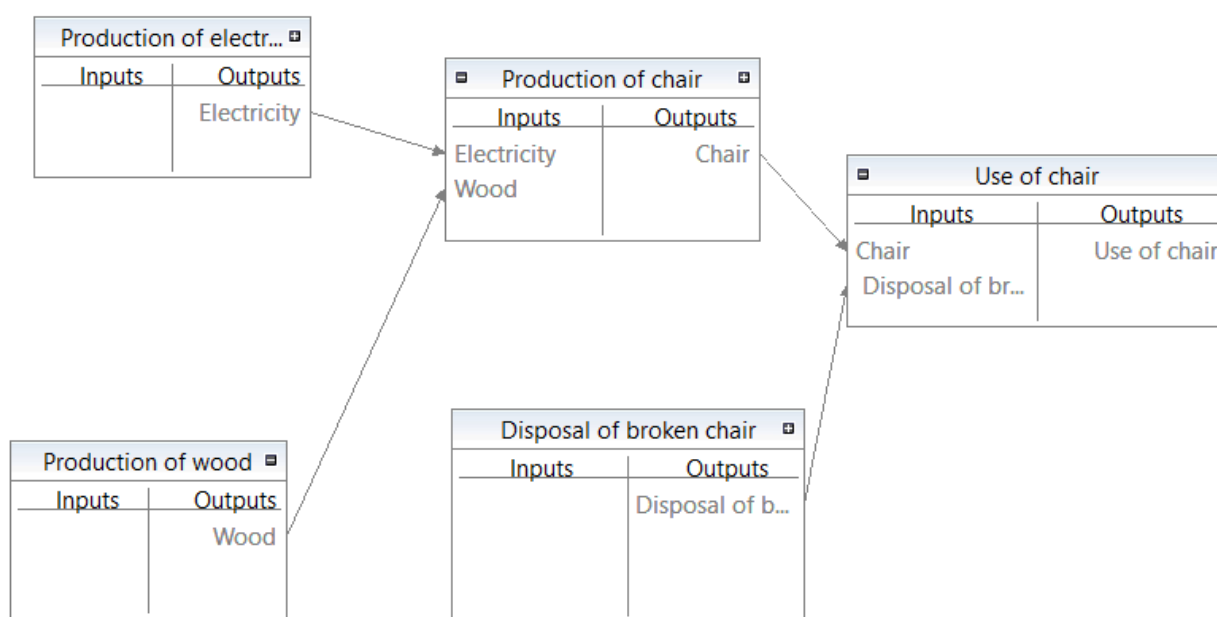 Production of electr...
Inputs Outputs
Electricity
Production of chair
Inputs Outputs
Electricity Chair
Wood
Use of chair
Inputs Outputs
Chair Use of chair
Disposal of br...
Production of wood
Inputs Outputs
Wood
Disposal of broken chair
Inputs Outputs
Disposal of b...